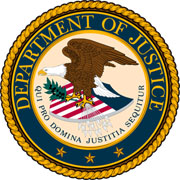 DEPARTMENT OF JUSTICE
QUI PRO DOMINA JUSTITIA SEQUITUR